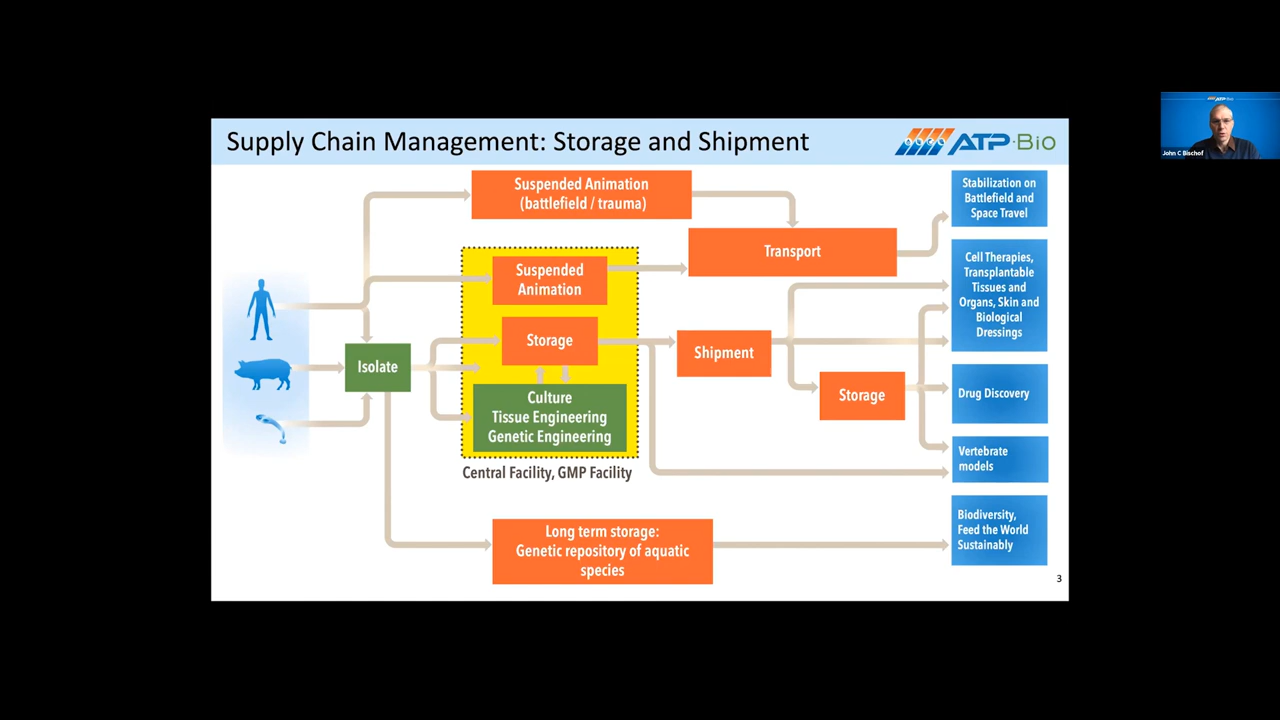 Supply Chain Management: Storage and Shipment
ATP·Bio
ATP·Bio
John C Bischof
Suspended Animation
(battlefield / trauma)
Stabilization on
Battlefield and
Space Travel
Transport
Suspended
Animation
Cell Therapies,
Transplantable
Tissues and
Organs, Skin and
Biological
Dressings
Storage
Shipment
Isolate
Storage
Drug Discovery
Culture
Tissue Engineering
Genetic Engineering
Vertebrate
models
Central Facility, GMP Facility
Long term storage:
Genetic repository of aquatic
species
Biodiversity,
Feed the World
Sustainably
3